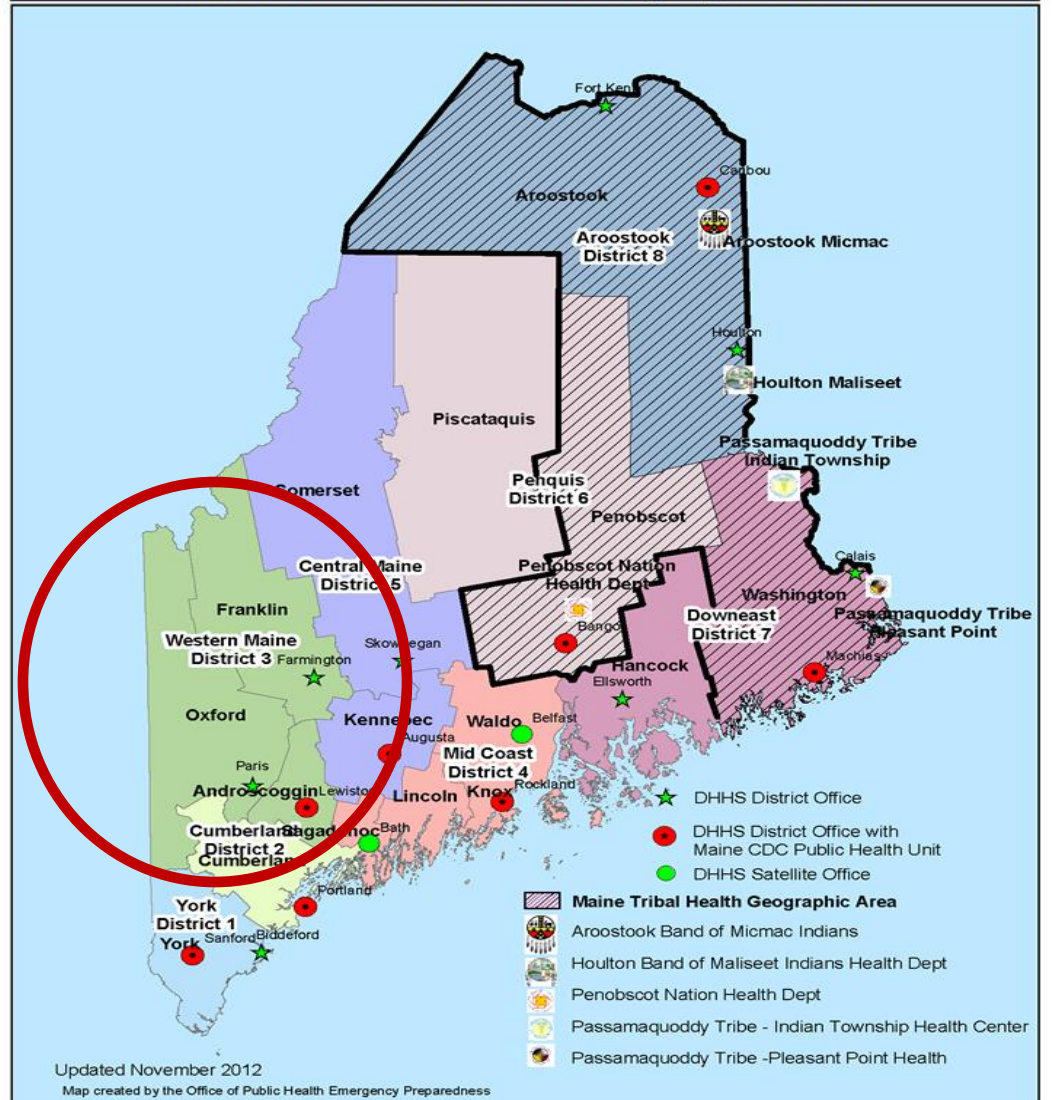 Fort Ken
Caribou
Aroostook
Aroostook
District 8
Aroostook Micmac
Houlton
Houlton Maliseet
Piscataquis
Passamaquoddy Tribe
Indian Township
Somerset
Penquis
District 6
Penobscot
Calais
Central Maine
District 5
Penobscot Nation
Health Dept
Washington
Franklin
Downeast
District 7
Passamaquoddy Tribe
Pleasant Point
Western Maine
District 3
Farmington
Skowhegan
Bango
Machias
Hancock
Ellsworth
Oxford
Kennebec
Augusta
Waldo
Belfast
Mid Coast
District 4
Paris
Androscoggin
Lewiston
Lincoln
Knox
Rockland
Cumberland
District 2
Sagadahoc
Bath
Cumberland
Portland
York
District 1
York
Sanford
Biddeford
DHHS District Office
DHHS District Office with
Maine CDC Public Health Unit
DHHS Satellite Office
Maine Tribal Health Geographic Area
Aroostook Band of Micmac Indians
Houlton Band of Maliseet Indians Health Dept
Penobscot Nation Health Dept
Passamaquoddy Tribe - Indian Township Health Center
Passamaquoddy Tribe -Pleasant Point Health
Updated November 2012
Map created by the Office of Public Health Emergency Preparedness